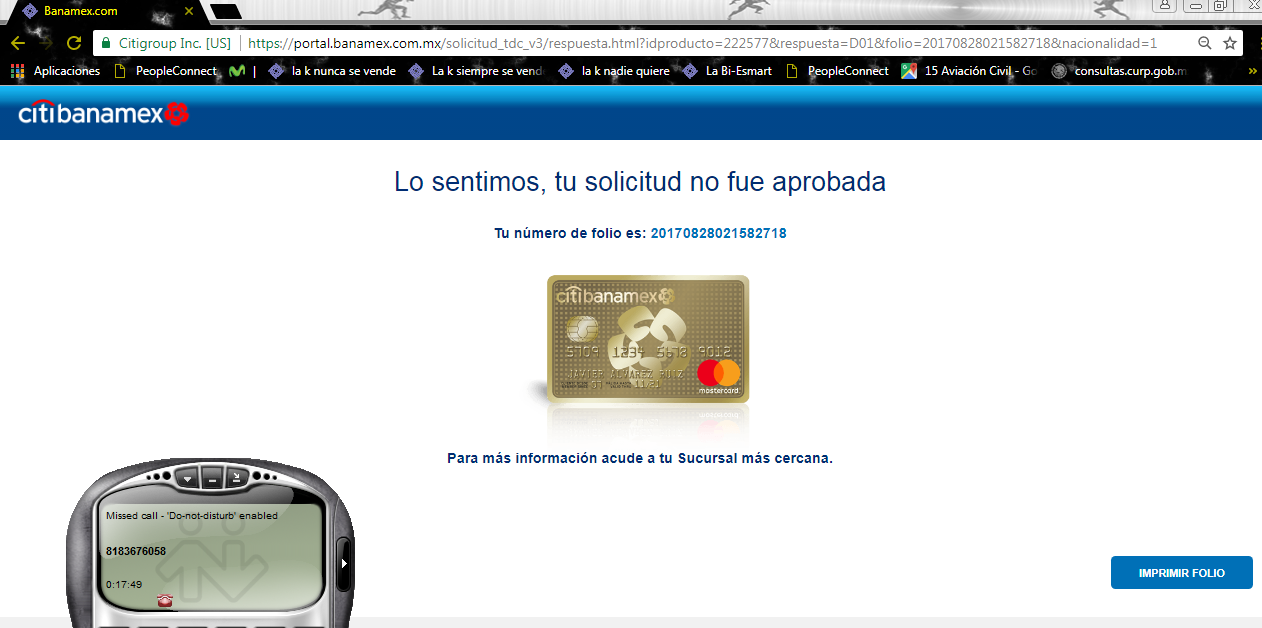 Banamex.com
Citigroup Inc. [US] | https://portal.banamex.com.mx/solicitud_tdc_v3/respuesta.html?idproducto=222577&respuesta=D01&folio=20170828021582718&nacionalidad=1
Aplicaciones PeopleConnect | la k nunca se vende La k siempre se vend la k nadie quiere La Bi-Esmart PeopleConnect 15 Aviación Civil - Go consultas.curp.gob.m »
citibanamex
Lo sentimos, tu solicitud no fue aprobada
Tu número de folio es: 20170828021582718
citibanamex
5709 1234 5678 9012
JAVIER ALVAREZ RUIZ
11/21
mastercard
Para más información acude a tu Sucursal más cercana.
Missed call - 'Do-not-disturb' enabled
8183676058
0:17:49
IMPRIMIR FOLIO